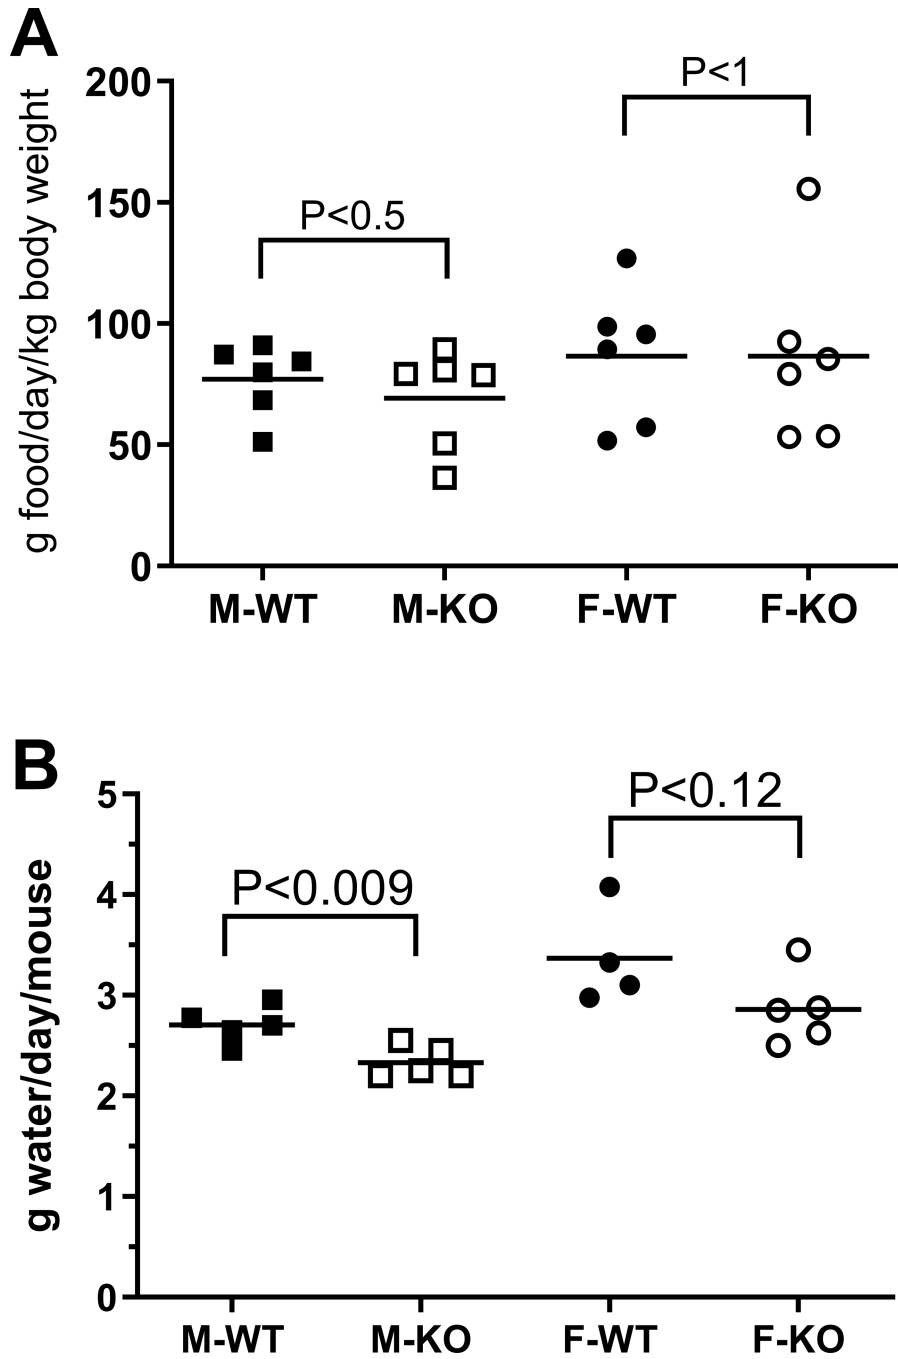 A
g food/day/kg body weight
200
150
100
50
0
P<0.5
P<1
M-WT
M-KO
F-WT
F-KO
B
g water/day/mouse
5
4
3
2
1
0
P<0.009
P<0.12
M-WT
M-KO
F-WT
F-KO